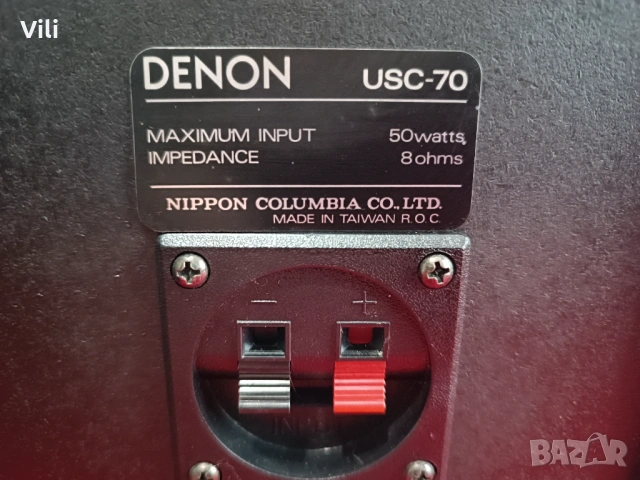 Vili
DENON USC-70
MAXIMUM INPUT 50watts
IMPEDANCE 8ohms
NIPPON COLUMBIA CO.,LTD.
MADE IN TAIWAN R.O.C.
− +
BAZAR